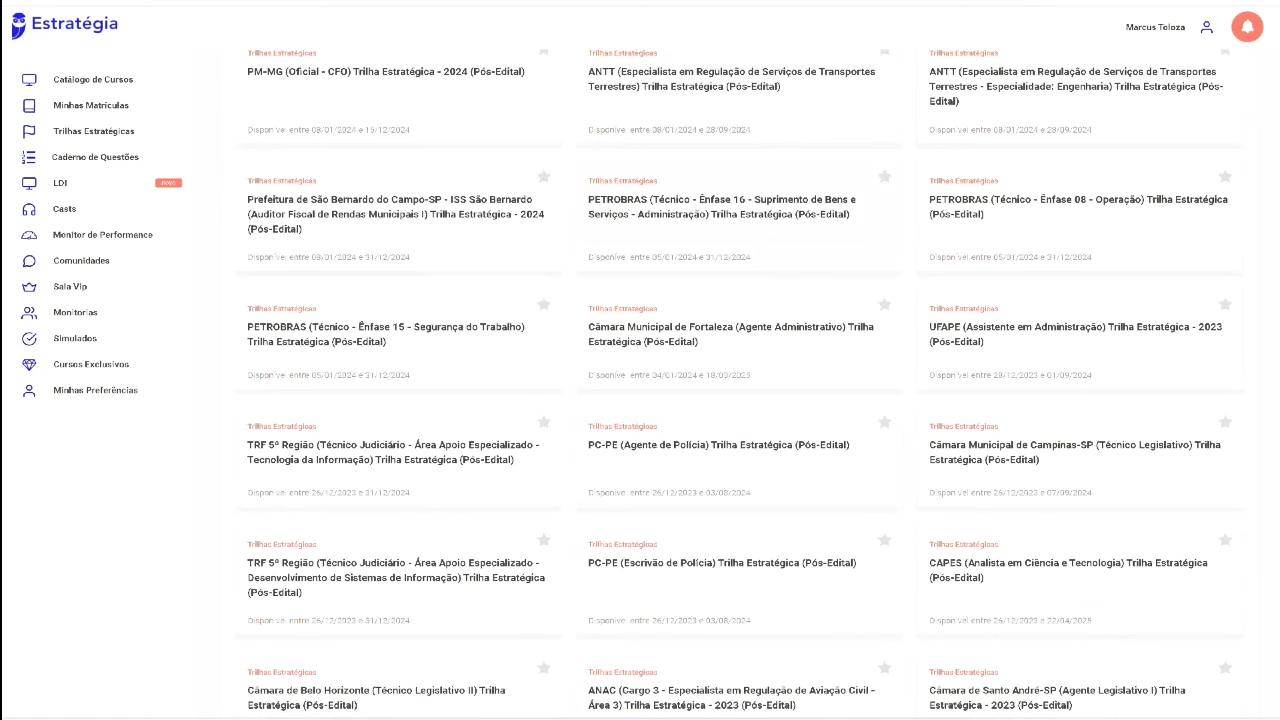 Estratégia
Marcus Toloza
Catálogo de Cursos
Minhas Matrículas
Trilhas Estratégicas
Caderno de Questões
LDI
novo
Casts
Monitor de Performance
Comunidades
Sala Vip
Monitorias
Simulados
Cursos Exclusivos
Minhas Preferências
Trilhas Estratégicas
PM-MG (Oficial - CFO) Trilha Estratégica - 2024 (Pós-Edital)
Disponível entre 08/01/2024 e 15/12/2024
Trilhas Estratégicas
ANTT (Especialista em Regulação de Serviços de Transportes
Terrestres) Trilha Estratégica (Pós-Edital)
Disponível entre 08/01/2024 e 28/09/2024
Trilhas Estratégicas
ANTT (Especialista em Regulação de Serviços de Transportes
Terrestres - Especialidade: Engenharia) Trilha Estratégica (Pós-
Edital)
Disponível entre 08/01/2024 e 28/09/2024
Trilhas Estratégicas
Prefeitura de São Bernardo do Campo-SP - ISS São Bernardo
(Auditor Fiscal de Rendas Municipais I) Trilha Estratégica - 2024
(Pós-Edital)
Disponível entre 08/01/2024 e 31/12/2024
Trilhas Estratégicas
PETROBRAS (Técnico - Ênfase 16 - Suprimento de Bens e
Serviços - Administração) Trilha Estratégica (Pós-Edital)
Disponível entre 05/01/2024 e 31/12/2024
Trilhas Estratégicas
PETROBRAS (Técnico - Ênfase 08 - Operação) Trilha Estratégica
(Pós-Edital)
Disponível entre 05/01/2024 e 31/12/2024
Trilhas Estratégicas
PETROBRAS (Técnico - Ênfase 15 - Segurança do Trabalho)
Trilha Estratégica (Pós-Edital)
Disponível entre 05/01/2024 e 31/12/2024
Trilhas Estratégicas
Câmara Municipal de Fortaleza (Agente Administrativo) Trilha
Estratégica (Pós-Edital)
Disponível entre 04/01/2024 e 18/03/2025
Trilhas Estratégicas
UFAPE (Assistente em Administração) Trilha Estratégica - 2023
(Pós-Edital)
Disponível entre 28/12/2023 e 01/09/2024
Trilhas Estratégicas
TRF 5ª Região (Técnico Judiciário - Área Apoio Especializado -
Tecnologia da Informação) Trilha Estratégica (Pós-Edital)
Disponível entre 26/12/2023 e 31/12/2024
Trilhas Estratégicas
PC-PE (Agente de Polícia) Trilha Estratégica (Pós-Edital)
Disponível entre 26/12/2023 e 03/08/2024
Trilhas Estratégicas
Câmara Municipal de Campinas-SP (Técnico Legislativo) Trilha
Estratégica (Pós-Edital)
Disponível entre 26/12/2023 e 07/09/2024
Trilhas Estratégicas
TRF 5ª Região (Técnico Judiciário - Área Apoio Especializado -
Desenvolvimento de Sistemas de Informação) Trilha Estratégica
(Pós-Edital)
Disponível entre 26/12/2023 e 31/12/2024
Trilhas Estratégicas
PC-PE (Escrivão de Polícia) Trilha Estratégica (Pós-Edital)
Disponível entre 26/12/2023 e 03/08/2024
Trilhas Estratégicas
CAPES (Analista em Ciência e Tecnologia) Trilha Estratégica
(Pós-Edital)
Disponível entre 26/12/2023 e 22/04/2025
Trilhas Estratégicas
Câmara de Belo Horizonte (Técnico Legislativo II) Trilha
Estratégica (Pós-Edital)
Trilhas Estratégicas
ANAC (Cargo 3 - Especialista em Regulação de Aviação Civil -
Área 3) Trilha Estratégica - 2023 (Pós-Edital)
Trilhas Estratégicas
Câmara de Santo André-SP (Agente Legislativo I) Trilha
Estratégica - 2023 (Pós-Edital)